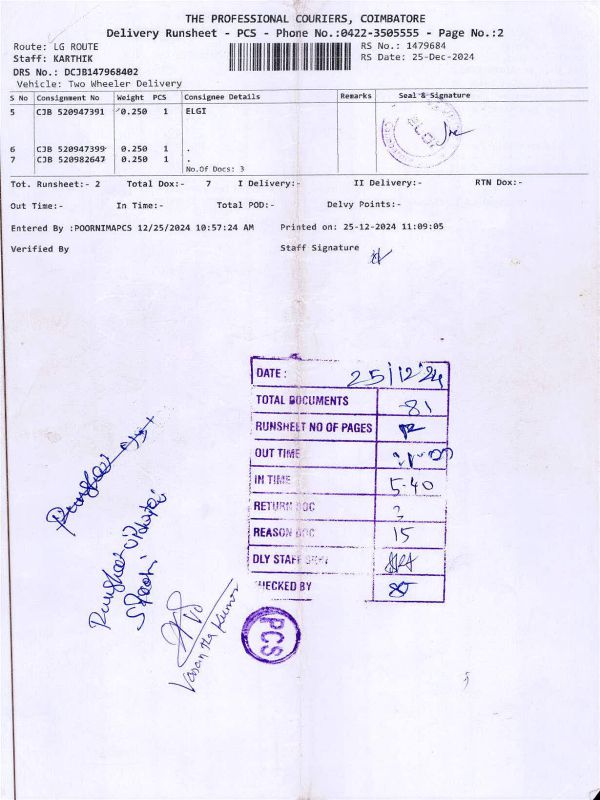 THE PROFESSIONAL COURIERS, COIMBATORE
Delivery Runsheet - PCS - Phone No.:0422-3505555 - Page No.:2
Route: LG ROUTE
RS No.: 1479684
Staff: KARTHIK
RS Date: 25-Dec-2024
DRS No.: DCJB147968402
Vehicle: Two Wheeler Delivery
S No Consignment No Weight PCS Consignee Details Remarks Seal & Signature
5 CJB 520947391 0.250 1 ELGI
6 CJB 520947399 0.250 1 .
7 CJB 520982647 0.250 1 .
No.Of Docs: 3
Tot. Runsheet:- 2 Total Dox:- 7 I Delivery:- II Delivery:- RTN Dox:-
Out Time:- In Time:- Total POD:- Delvy Points:-
Entered By :POORNIMAPCS 12/25/2024 10:57:24 AM Printed on: 25-12-2024 11:09:05
Verified By Staff Signature
DATE : 25/12/24
TOTAL DOCUMENTS 81
RUNSHEET NO OF PAGES
OUT TIME
IN TIME 5-40
RETURN DOC
REASON DOC 15
DLY STAFF SIGN
CHECKED BY
Runsheet
Runsheet
Vasantha Kumar
PCS